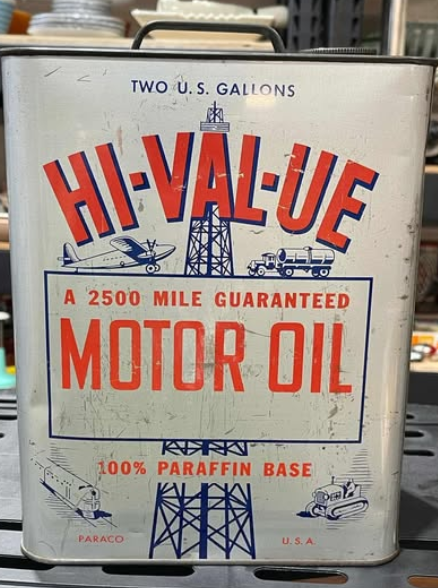 TWO U.S. GALLONS
HI-VAL-UE
A 2500 MILE GUARANTEED
MOTOR OIL
100% PARAFFIN BASE
PARACO U.S.A.